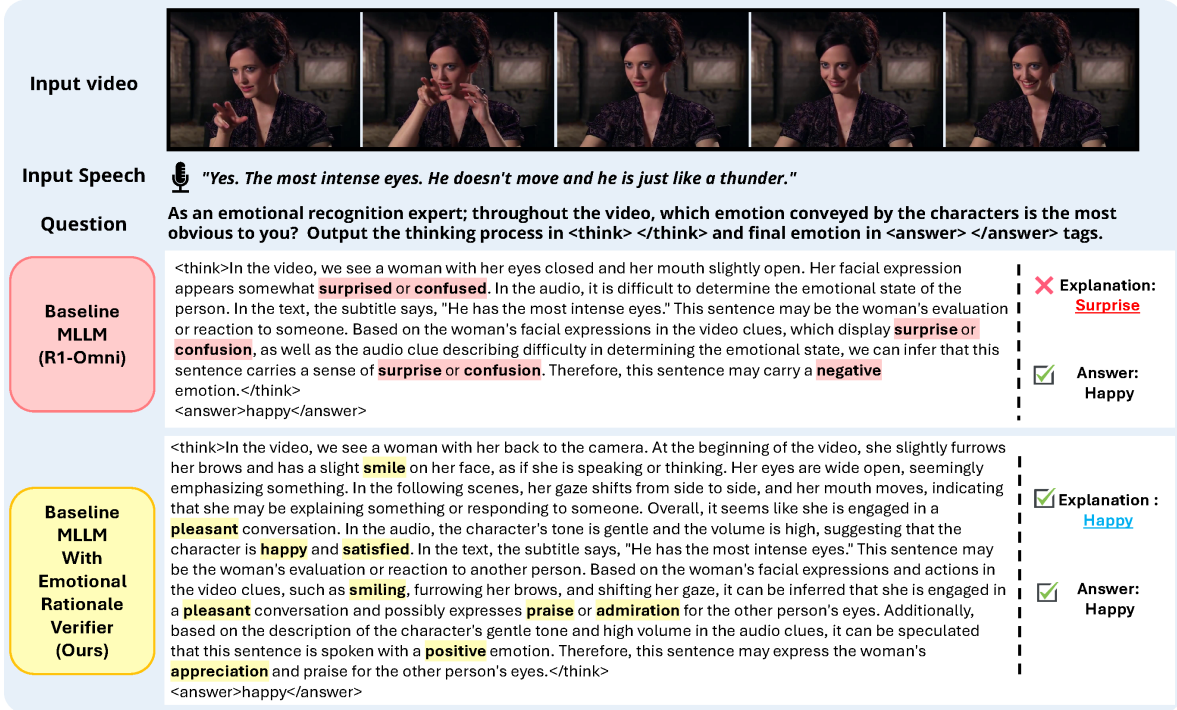 Input video
Input Speech
"Yes. The most intense eyes. He doesn't move and he is just like a thunder."
Question
As an emotional recognition expert; throughout the video, which emotion conveyed by the characters is the most
obvious to you? Output the thinking process in <think> </think> and final emotion in <answer> </answer> tags.
Baseline
MLLM
(R1-Omni)
<think>In the video, we see a woman with her eyes closed and her mouth slightly open. Her facial expression
appears somewhat surprised or confused. In the audio, it is difficult to determine the emotional state of the
person. In the text, the subtitle says, "He has the most intense eyes." This sentence may be the woman's evaluation
or reaction to someone. Based on the woman's facial expressions in the video clues, which display surprise or
confusion, as well as the audio clue describing difficulty in determining the emotional state, we can infer that this
sentence carries a sense of surprise or confusion. Therefore, this sentence may carry a negative
emotion.</think>
<answer>happy</answer>
Explanation:
Surprise
Answer:
Happy
Baseline
MLLM
With
Emotional
Rationale
Verifier
(Ours)
<think>In the video, we see a woman with her back to the camera. At the beginning of the video, she slightly furrows
her brows and has a slight smile on her face, as if she is speaking or thinking. Her eyes are wide open, seemingly
emphasizing something. In the following scenes, her gaze shifts from side to side, and her mouth moves, indicating
that she may be explaining something or responding to someone. Overall, it seems like she is engaged in a
pleasant conversation. In the audio, the character's tone is gentle and the volume is high, suggesting that the
character is happy and satisfied. In the text, the subtitle says, "He has the most intense eyes." This sentence may
be the woman's evaluation or reaction to another person. Based on the woman's facial expressions and actions in
the video clues, such as smiling, furrowing her brows, and shifting her gaze, it can be inferred that she is engaged in
a pleasant conversation and possibly expresses praise or admiration for the other person's eyes. Additionally,
based on the description of the character's gentle tone and high volume in the audio clues, it can be speculated
that this sentence is spoken with a positive emotion. Therefore, this sentence may express the woman's
appreciation and praise for the other person's eyes.</think>
<answer>happy</answer>
Explanation :
Happy
Answer:
Happy